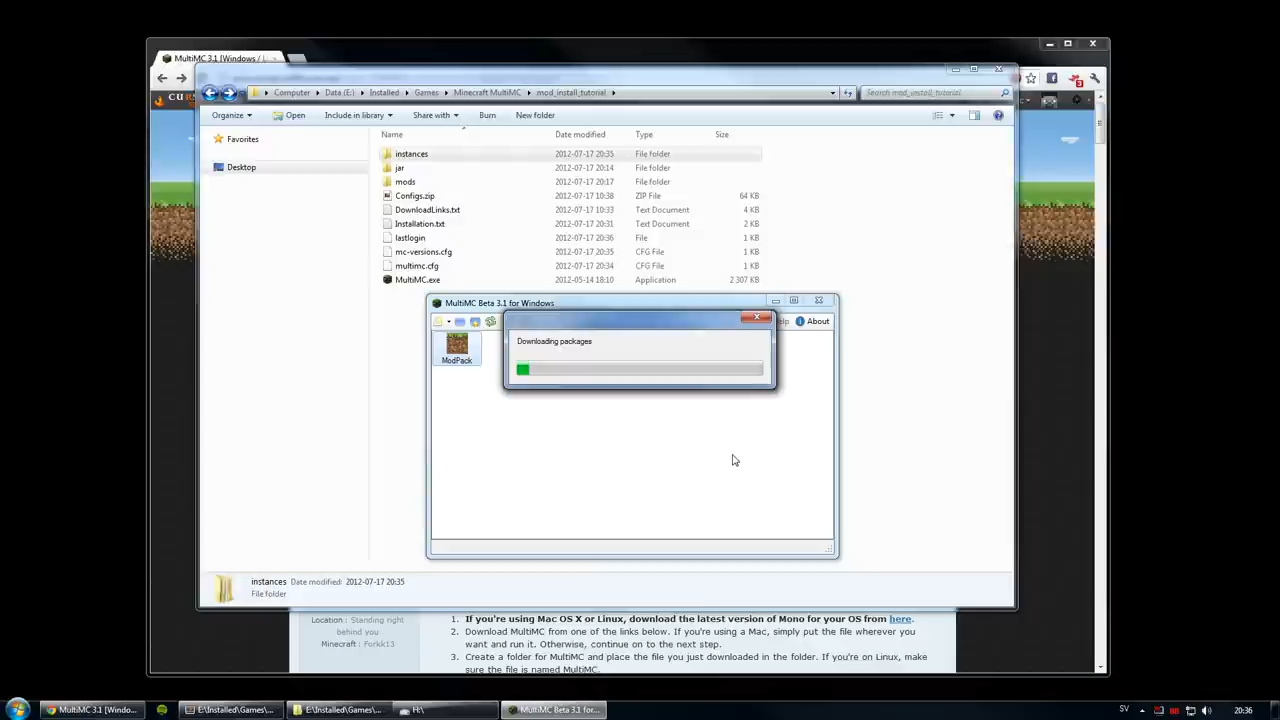 MultiMC 3.1 [Windows / L
Computer Data (E:) Installed Games Minecraft MultiMC mod_install_tutorial Search mod_install_tutorial
Organize Open Include in library Share with Burn New folder
Favorites
Desktop
Name Date modified Type Size
instances 2012-07-17 20:35 File folder
jar 2012-07-17 20:14 File folder
mods 2012-07-17 20:17 File folder
Configs.zip 2012-07-17 10:38 ZIP File 64 KB
DownloadLinks.txt 2012-07-17 10:33 Text Document 4 KB
Installation.txt 2012-07-17 20:31 Text Document 2 KB
lastlogin 2012-07-17 20:36 File 1 KB
mc-versions.cfg 2012-07-17 20:35 CFG File 1 KB
multimc.cfg 2012-07-17 20:34 CFG File 1 KB
MultiMC.exe 2012-05-14 18:10 Application 2 307 KB
MultiMC Beta 3.1 for Windows
About
Downloading packages
ModPack
instances Date modified: 2012-07-17 20:35
File folder
Location : Standing right
behind you
Minecraft : Forkk13
1. If you're using Mac OS X or Linux, download the latest version of Mono for your OS from here.
2. Download MultiMC from one of the links below. If you're using a Mac, simply put the file wherever you
want and run it. Otherwise, continue on to the next step.
3. Create a folder for MultiMC and place the file you just downloaded in the folder. If you're on Linux, make
sure the file is named MultiMC.
MultiMC 3.1 [Windo... E:\Installed\Games\... E:\Installed\Games\... H:\ MultiMC Beta 3.1 for... SV 20:36